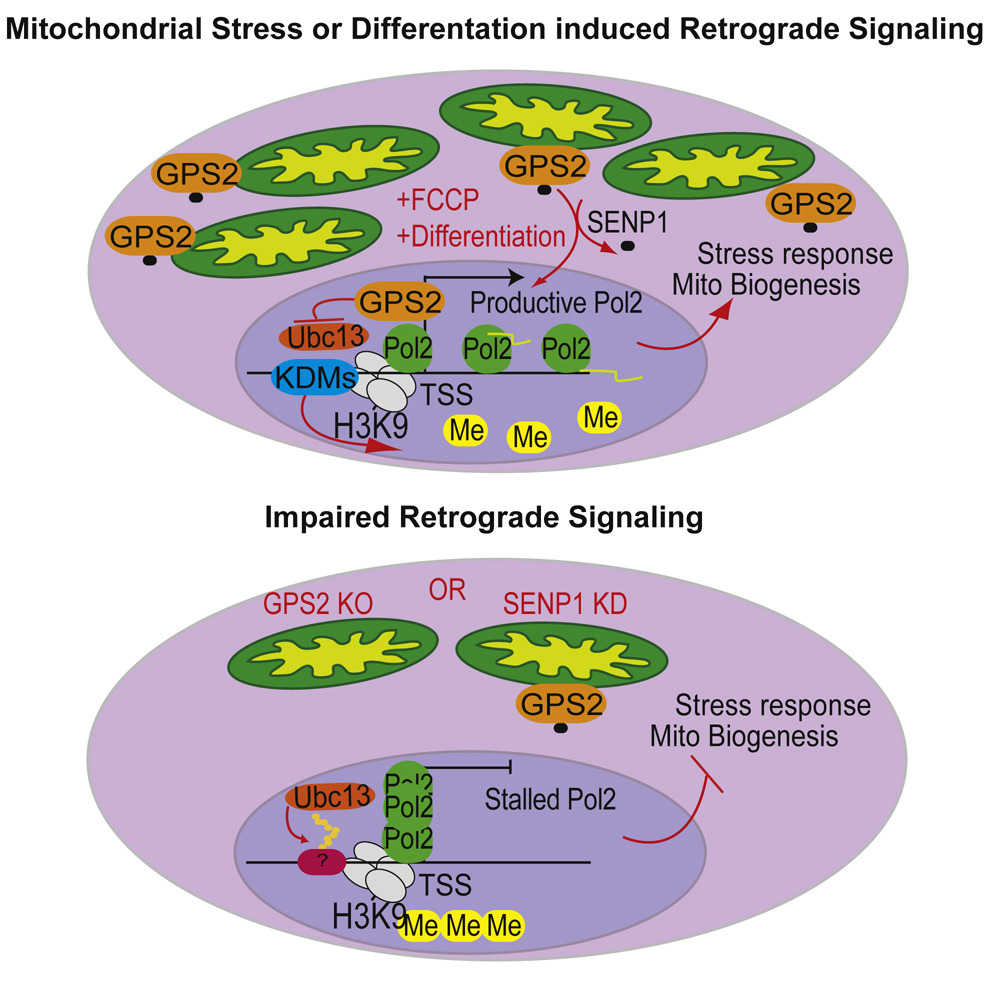 Mitochondrial Stress or Differentation induced Retrograde Signaling
GPS2
GPS2
GPS2
GPS2
+FCCP
+Differentiation
SENP1
Stress response
Mito Biogenesis
GPS2
Productive Pol2
Ubc13
Pol2
Pol2
Pol2
KDMs
TSS
H3K9
Me
Me
Me
Impaired Retrograde Signaling
GPS2 KO
OR
SENP1 KD
GPS2
Stress response
Mito Biogenesis
Ubc13
Pol2
Pol2
Pol2
Stalled Pol2
?
TSS
H3K9
Me
Me
Me